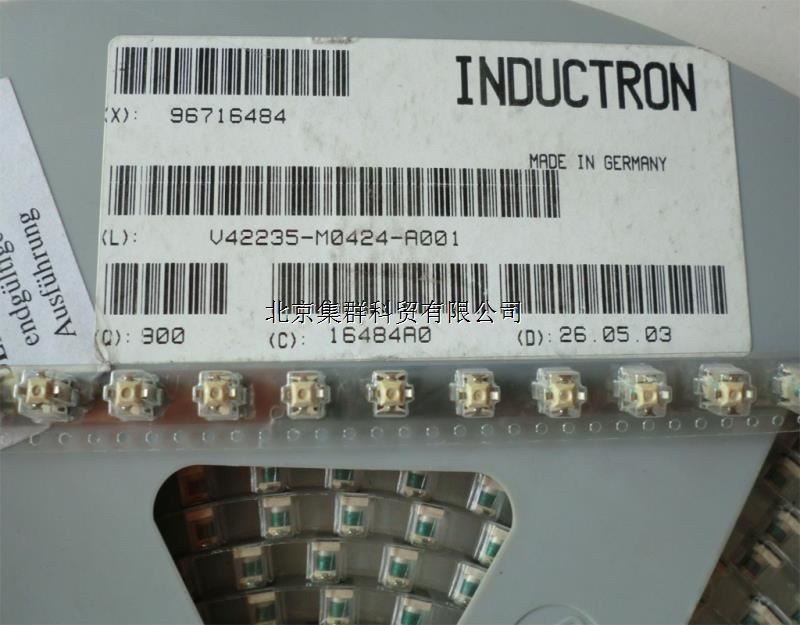 INDUCTRON
(X): 96716484
MADE IN GERMANY
(L): V42235-M0424-A001
北京集群科贸有限公司
(Q): 900
(C): 16484A0
(D): 26.05.03
endgültige
Ausführung